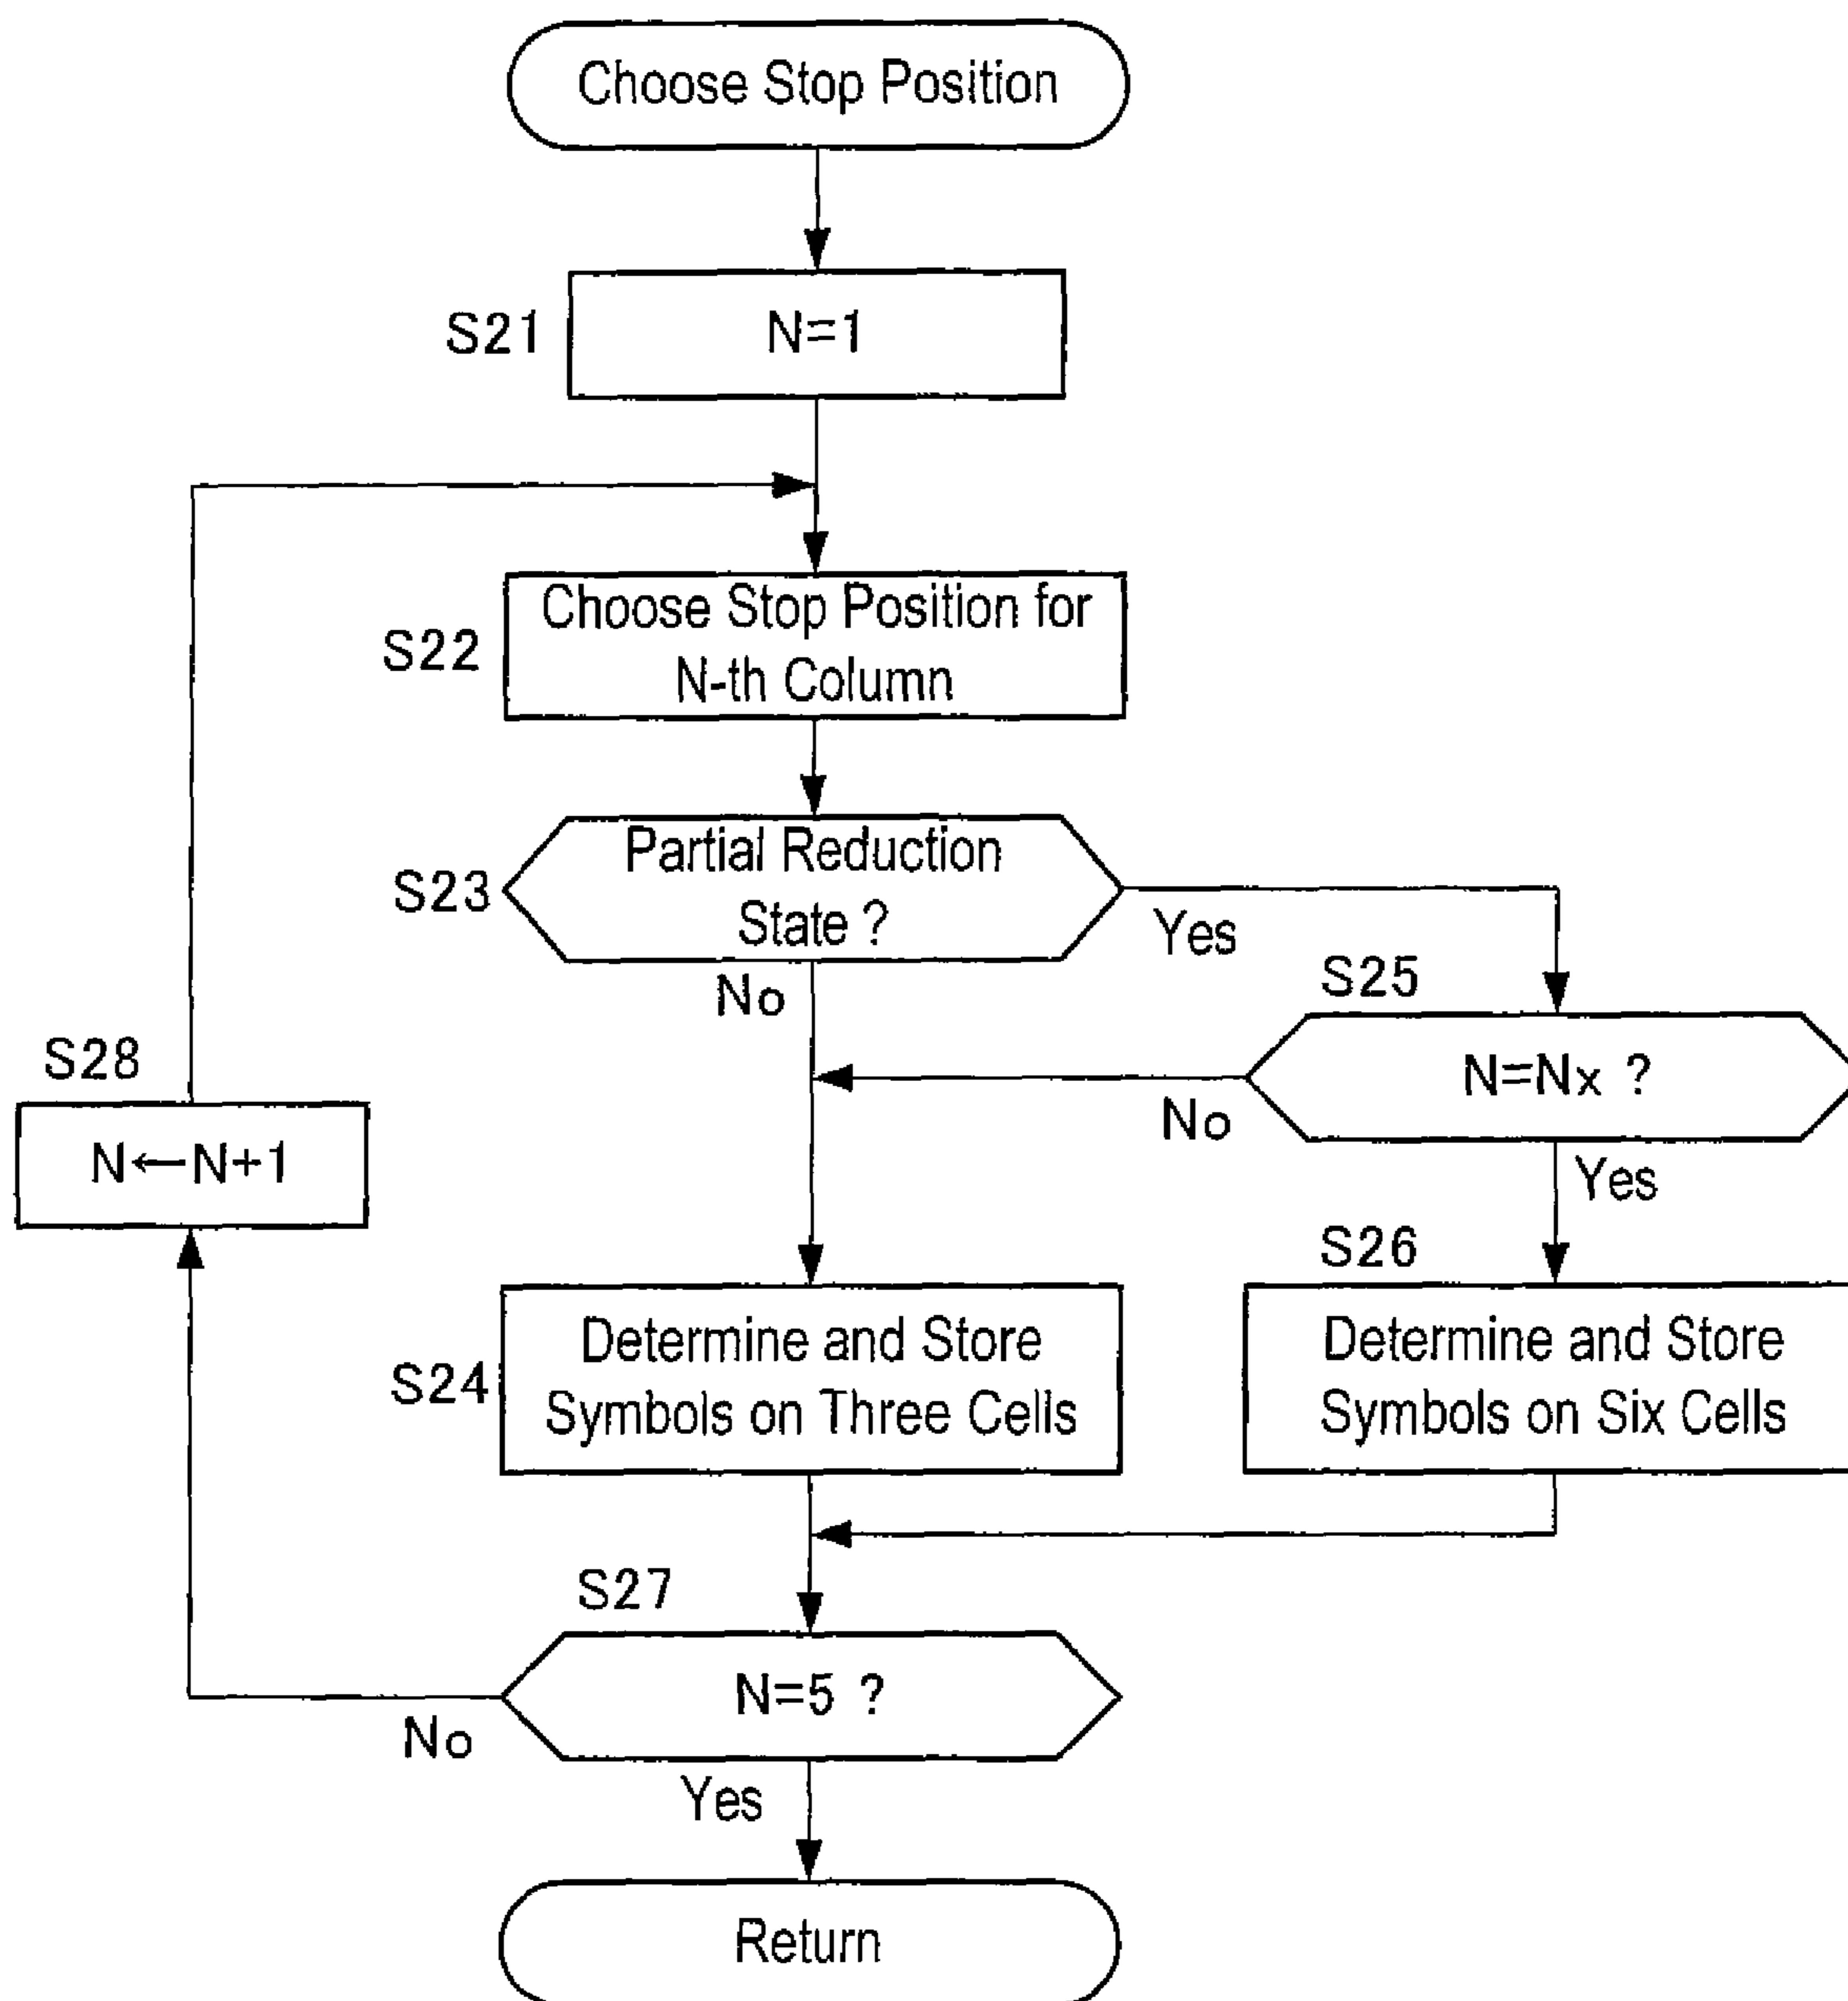 Choose Stop Position
S21
N=1
S22
Choose Stop Position for
N-th Column
S23
Partial Reduction
State ?
Yes
No
S25
N=Nx ?
No
Yes
S28
N←N+1
S24
Determine and Store
Symbols on Three Cells
S26
Determine and Store
Symbols on Six Cells
S27
N=5 ?
No
Yes
Return